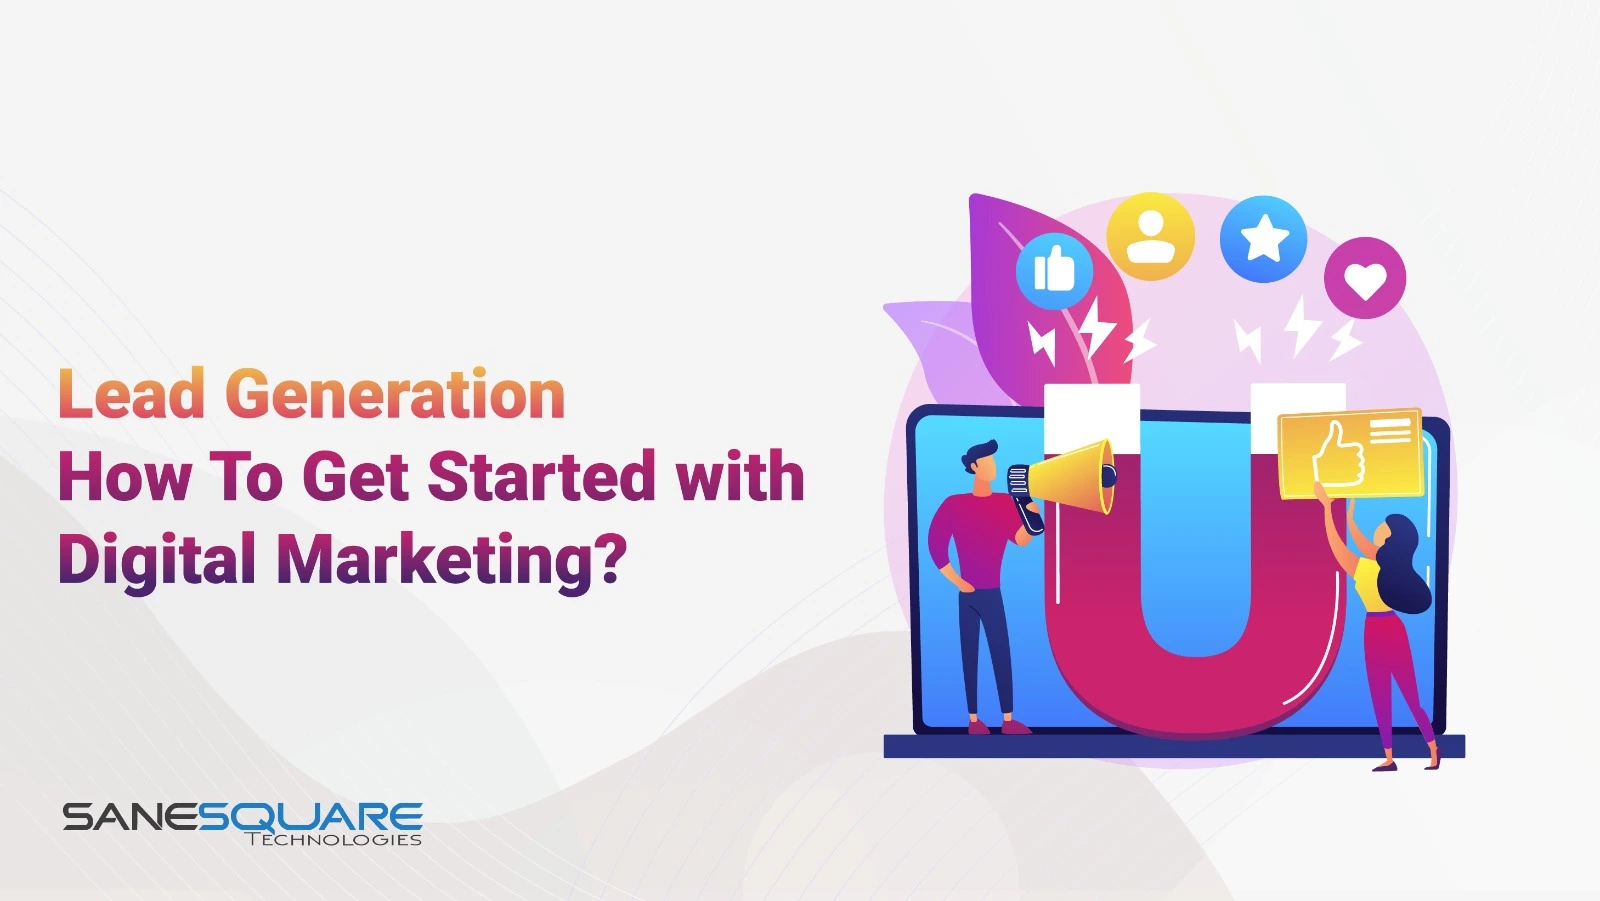 Lead Generation
How To Get Started with
Digital Marketing?
SANESQUARE
TECHNOLOGIES